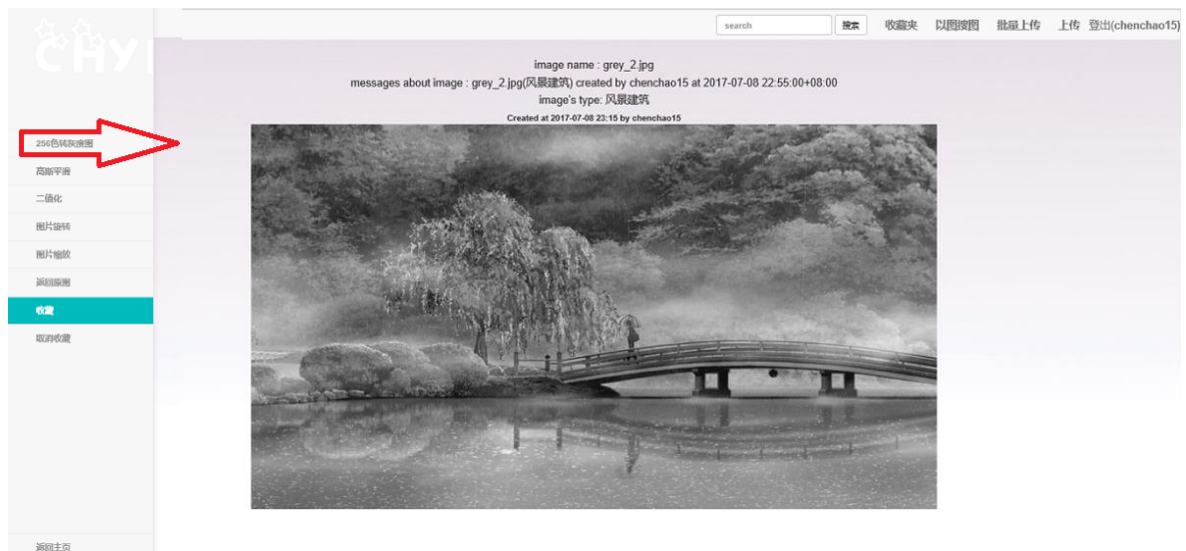 CHY
search
搜索
收藏夹
以图搜图
批量上传
上传
登出(chenchao15)
image name : grey_2.jpg
messages about image : grey_2.jpg(风景建筑) created by chenchao15 at 2017-07-08 22:55:00+08:00
image's type: 风景建筑
Created at 2017-07-08 23:15 by chenchao15
256色转灰度图
高斯平滑
二值化
图片旋转
图片缩放
返回原图
收藏
取消收藏
返回主页